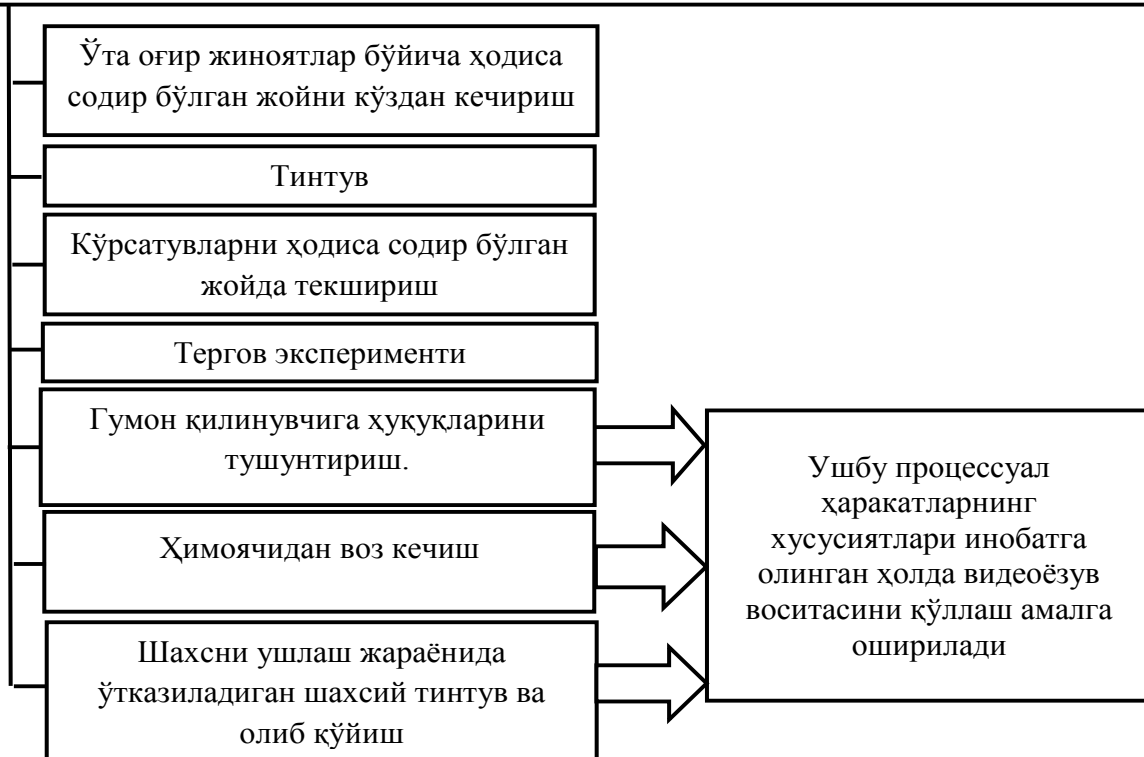 Ўта оғир жиноятлар бўйича ҳодиса
содир бўлган жойни кўздан кечириш
Тинтув
Кўрсатувларни ҳодиса содир бўлган
жойда текшириш
Тергов эксперименти
Гумон қилинувчига ҳуқуқларини
тушунтириш.
Ҳимоячидан воз кечиш
Шахсни ушлаш жараёнида
ўтказиладиган шахсий тинтув ва
олиб қўйиш
Ушбу процессуал
ҳаракатларнинг
хусусиятлари инобатга
олинган ҳолда видеоёзув
воситасини қўллаш амалга
оширилади